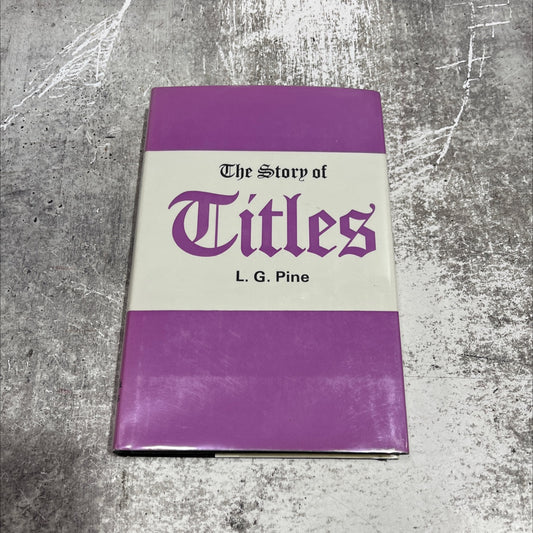 The Story of
Titles
L. G. Pine